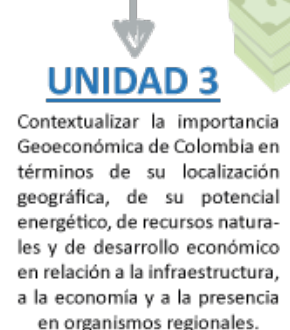 UNIDAD 3
Contextualizar la importancia
Geoeconómica de Colombia en
términos de su localización
geográfica, de su potencial
energético, de recursos natura-
les y de desarrollo económico
en relación a la infraestructura,
a la economía y a la presencia
en organismos regionales.